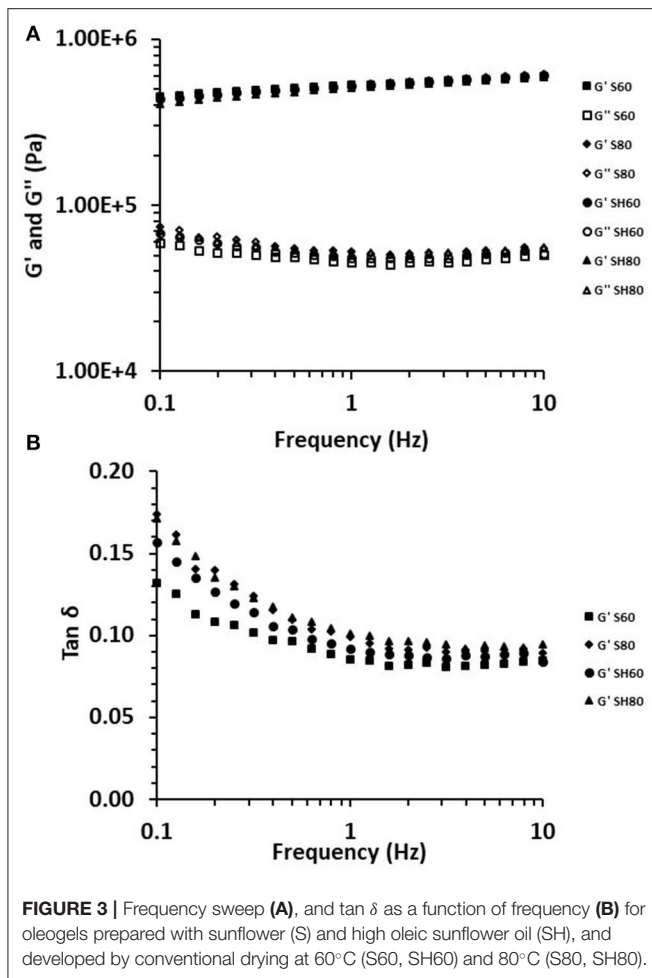 A
1.00E+6
1.00E+5
1.00E+4
G' and G" (Pa)
0.1
1
10
Frequency (Hz)
G' S60
G" S60
G' S80
G" S80
G' SH60
G" SH60
G' SH80
G" SH80
B
0.20
0.15
0.10
0.05
0.00
Tan δ
0.1
1
10
Frequency (Hz)
G' S60
G' S80
G' SH60
G' SH80
FIGURE 3 | Frequency sweep (A), and tan δ as a function of frequency (B) for
oleogels prepared with sunflower (S) and high oleic sunflower oil (SH), and
developed by conventional drying at 60°C (S60, SH60) and 80°C (S80, SH80).